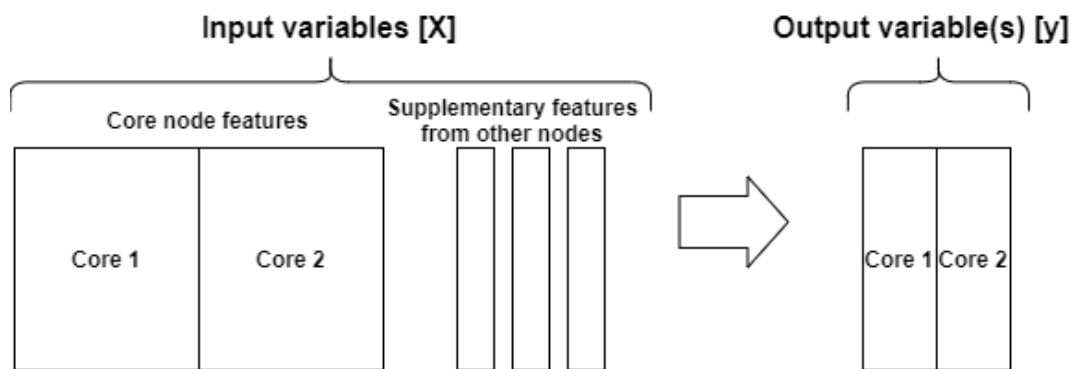 Input variables [X]
Output variable(s) [y]
Core node features
Supplementary features
from other nodes
Core 1
Core 2
Core 1
Core 2